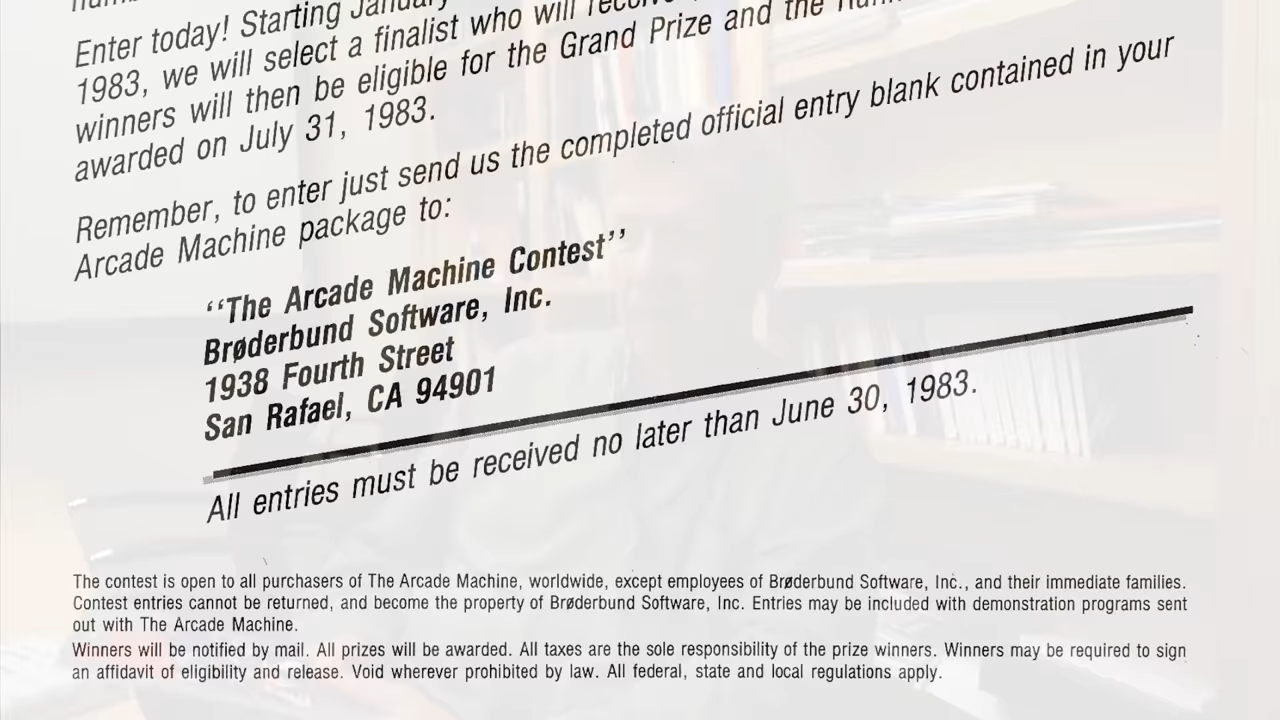 Enter today! Starting January
1983, we will select a finalist who will
winners will then be eligible for the Grand Prize and the
awarded on July 31, 1983.
Remember, to enter just send us the completed official entry blank contained in your
Arcade Machine package to:
‘‘The Arcade Machine Contest’’
Brøderbund Software, Inc.
1938 Fourth Street
San Rafael, CA 94901
All entries must be received no later than June 30, 1983.
The contest is open to all purchasers of The Arcade Machine, worldwide, except employees of Brøderbund Software, Inc., and their immediate families.
Contest entries cannot be returned, and become the property of Brøderbund Software, Inc. Entries may be included with demonstration programs sent
out with The Arcade Machine.
Winners will be notified by mail. All prizes will be awarded. All taxes are the sole responsibility of the prize winners. Winners may be required to sign
an affidavit of eligibility and release. Void wherever prohibited by law. All federal, state and local regulations apply.